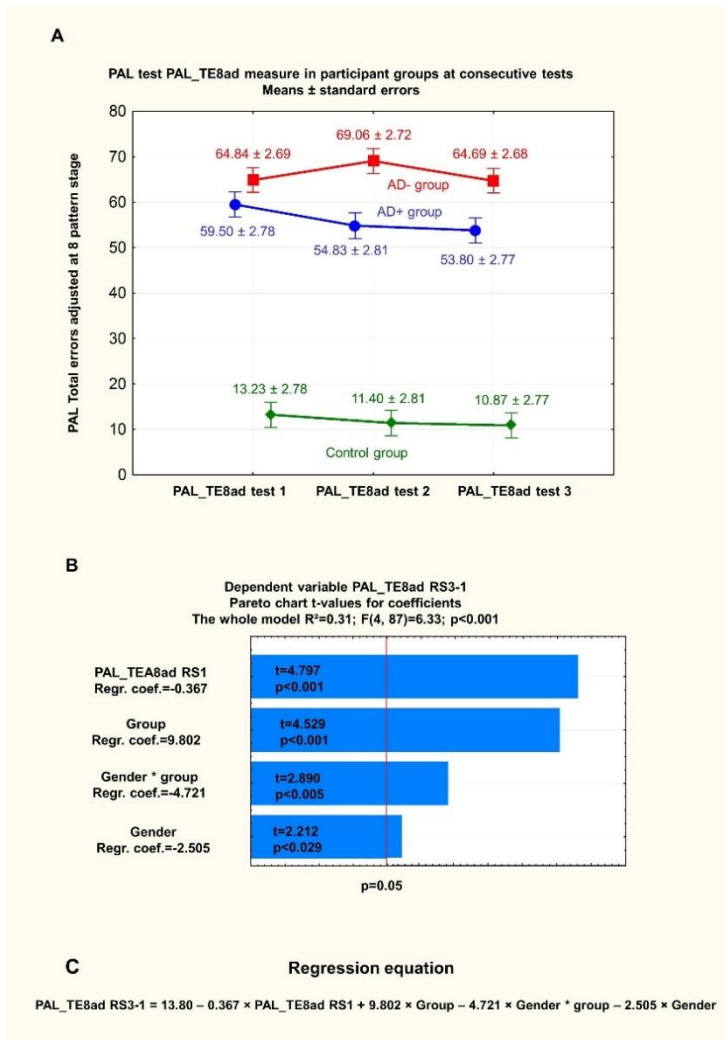 A
PAL test PAL_TE8ad measure in participant groups at consecutive tests
Means ± standard errors
PAL Total errors adjusted at 8 pattern stage
80
70
60
50
40
30
20
10
0
64.84 ± 2.69
69.06 ± 2.72
64.69 ± 2.68
AD- group
AD+ group
59.50 ± 2.78
54.83 ± 2.81
53.80 ± 2.77
13.23 ± 2.78
11.40 ± 2.81
10.87 ± 2.77
Control group
PAL_TE8ad test 1
PAL_TE8ad test 2
PAL_TE8ad test 3
B
Dependent variable PAL_TE8ad RS3-1
Pareto chart t-values for coefficients
The whole model R²=0.31; F(4, 87)=6.33; p<0.001
PAL_TEA8ad RS1
Regr. coef.=-0.367
t=4.797
p<0.001
Group
Regr. coef.=9.802
t=4.529
p<0.001
Gender * group
Regr. coef.=-4.721
t=2.890
p<0.005
Gender
Regr. coef.=-2.505
t=2.212
p<0.029
p=0.05
C
Regression equation
PAL_TE8ad RS3-1 = 13.80 – 0.367 × PAL_TE8ad RS1 + 9.802 × Group – 4.721 × Gender * group – 2.505 × Gender